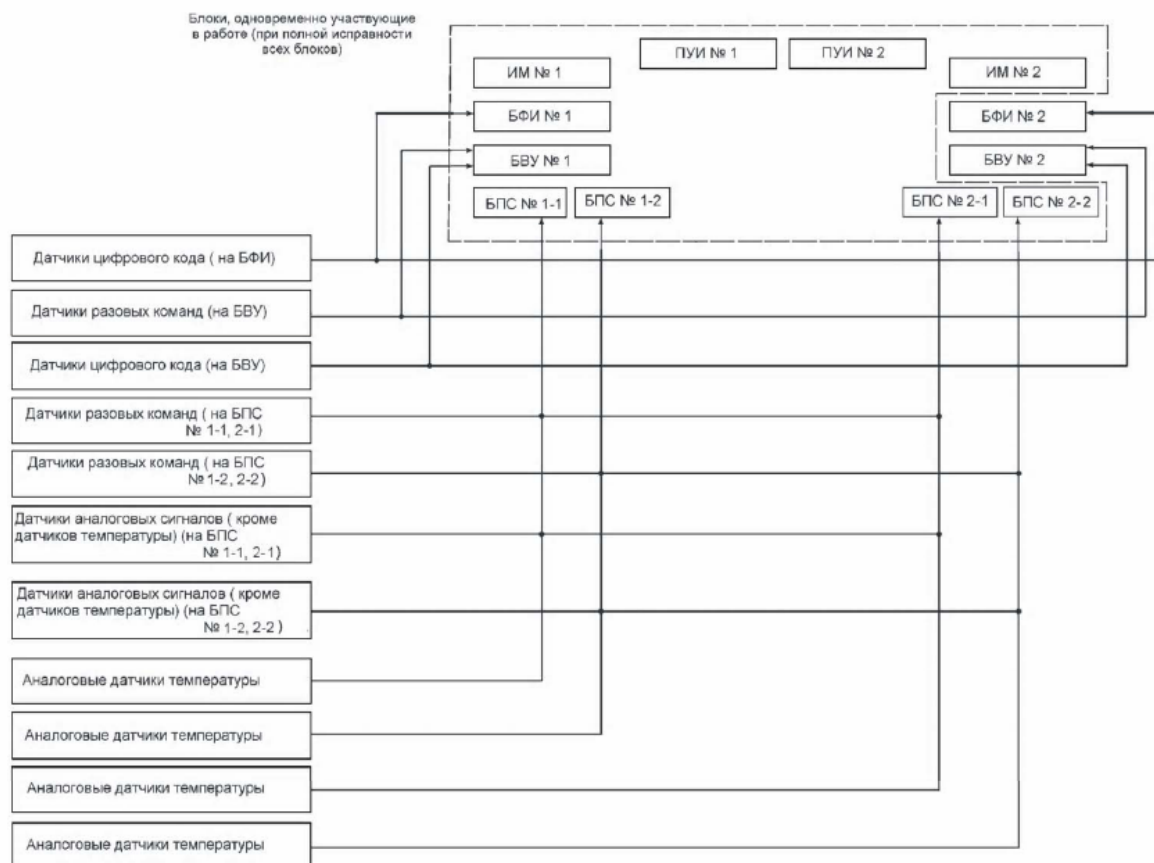 Блоки, одновременно участвующие
в работе (при полной исправности
всех блоков)
ПУИ № 1
ПУИ № 2
ИМ № 1
ИМ № 2
БФИ № 1
БФИ № 2
БВУ № 1
БВУ № 2
БПС № 1-1
БПС № 1-2
БПС № 2-1
БПС № 2-2
Датчики цифрового кода ( на БФИ)
Датчики разовых команд (на БВУ)
Датчики цифрового кода (на БВУ)
Датчики разовых команд ( на БПС
№ 1-1, 2-1)
Датчики разовых команд ( на БПС
№ 1-2, 2-2)
Датчики аналоговых сигналов ( кроме
датчиков температуры) (на БПС
№ 1-1, 2-1)
Датчики аналоговых сигналов ( кроме
датчиков температуры) (на БПС
№ 1-2, 2-2 )
Аналоговые датчики температуры
Аналоговые датчики температуры
Аналоговые датчики температуры
Аналоговые датчики температуры